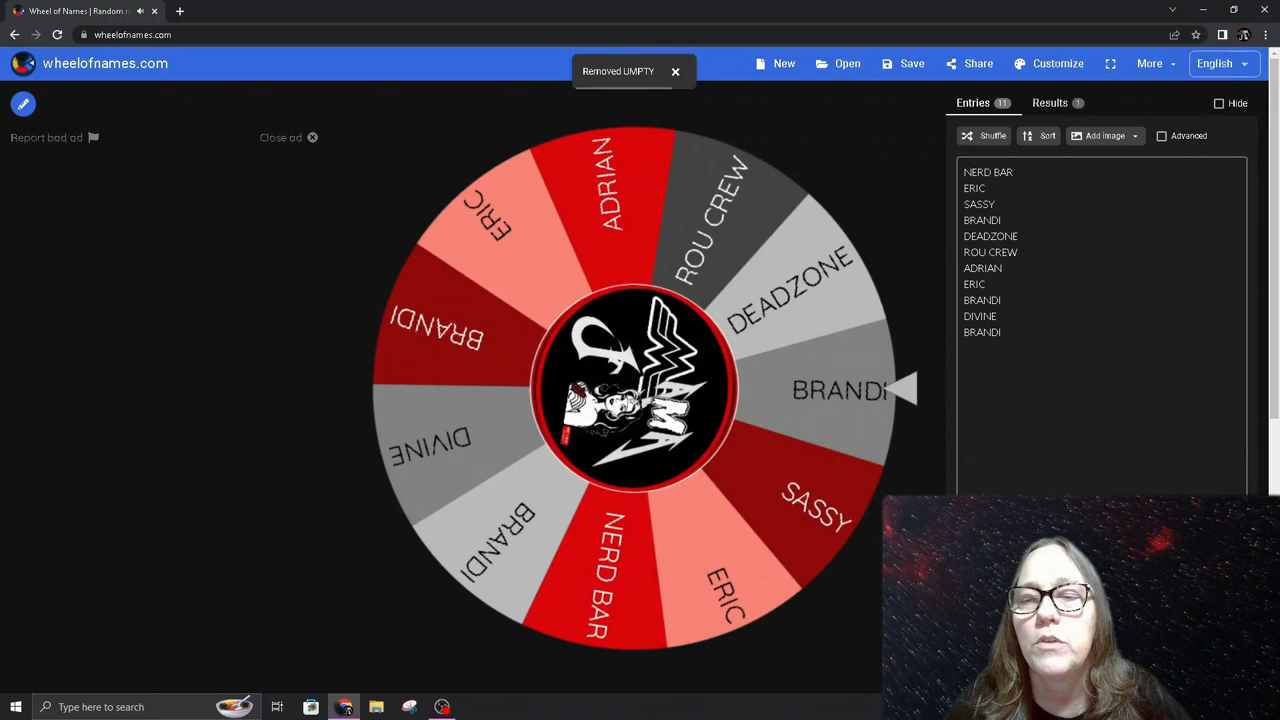 Wheel of Names | Random n
wheelofnames.com
wheelofnames.com
Removed UMPTY
New
Open
Save
Share
Customize
More
English
Report bad ad
Close ad
Entries 11
Results 1
Hide
Shuffle
Sort
Add image
Advanced
NERD BAR
ERIC
SASSY
BRANDI
DEADZONE
ROU CREW
ADRIAN
ERIC
BRANDI
DIVINE
BRANDI
ADRIAN
ROU CREW
DEADZONE
BRANDI
SASSY
ERIC
NERD BAR
BRANDI
DIVINE
BRANDI
ERIC
MAMA
Type here to search